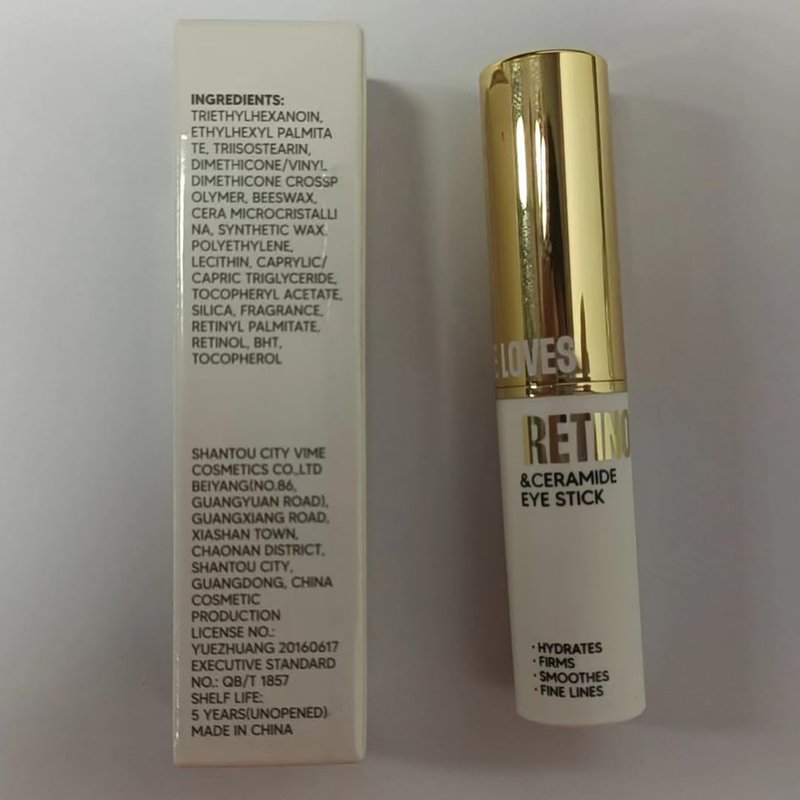 INGREDIENTS:
TRIETHYLHEXANOIN,
ETHYLHEXYL PALMITA
TE, TRIISOSTEARIN,
DIMETHICONE/VINYL
DIMETHICONE CROSSP
OLYMER, BEESWAX,
CERA MICROCRISTALLI
NA, SYNTHETIC WAX.
POLYETHYLENE,
LECITHIN, CAPRYLIC/
CAPRIC TRIGLYCERIDE,
TOCOPHERYL ACETATE,
SILICA, FRAGRANCE,
RETINYL PALMITATE,
RETINOL, BHT,
TOCOPHEROL
SHANTOU CITY VIME
COSMETICS CO.,LTD
BEIYANG(NO.86,
GUANGYUAN ROAD),
GUANGXIANG ROAD,
XIASHAN TOWN,
CHAONAN DISTRICT,
SHANTOU CITY,
GUANGDONG, CHINA
COSMETIC
PRODUCTION
LICENSE NO.:
YUEZHUANG 20160617
EXECUTIVE STANDARD
NO.: QB/T 1857
SHELF LIFE:
5 YEARS(UNOPENED)
MADE IN CHINA
E LOVES
RETINO
&CERAMIDE
EYE STICK
· HYDRATES
· FIRMS
· SMOOTHES
· FINE LINES